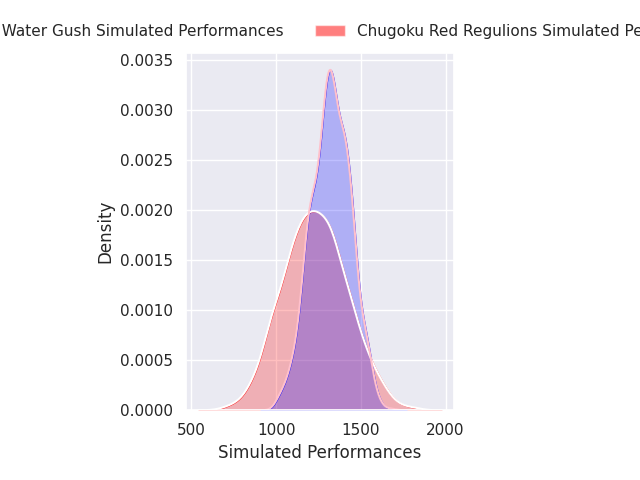 Water Gush Simulated Performances
Chugoku Red Regulions Simulated Pe
0.0035
0.0030
0.0025
0.0020
0.0015
0.0010
0.0005
0.0000
Density
500 1000 1500 2000
Simulated Performances